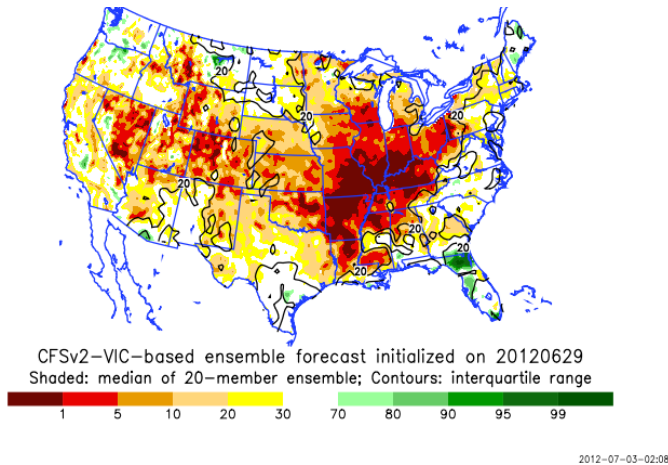 20
20
20
20
20
20
20
CFSv2-VIC-based ensemble forecast initialized on 20120629
Shaded: median of 20-member ensemble; Contours: interquartile range
1 5 10 20 30 70 80 90 95 99
2012-07-03-02:08